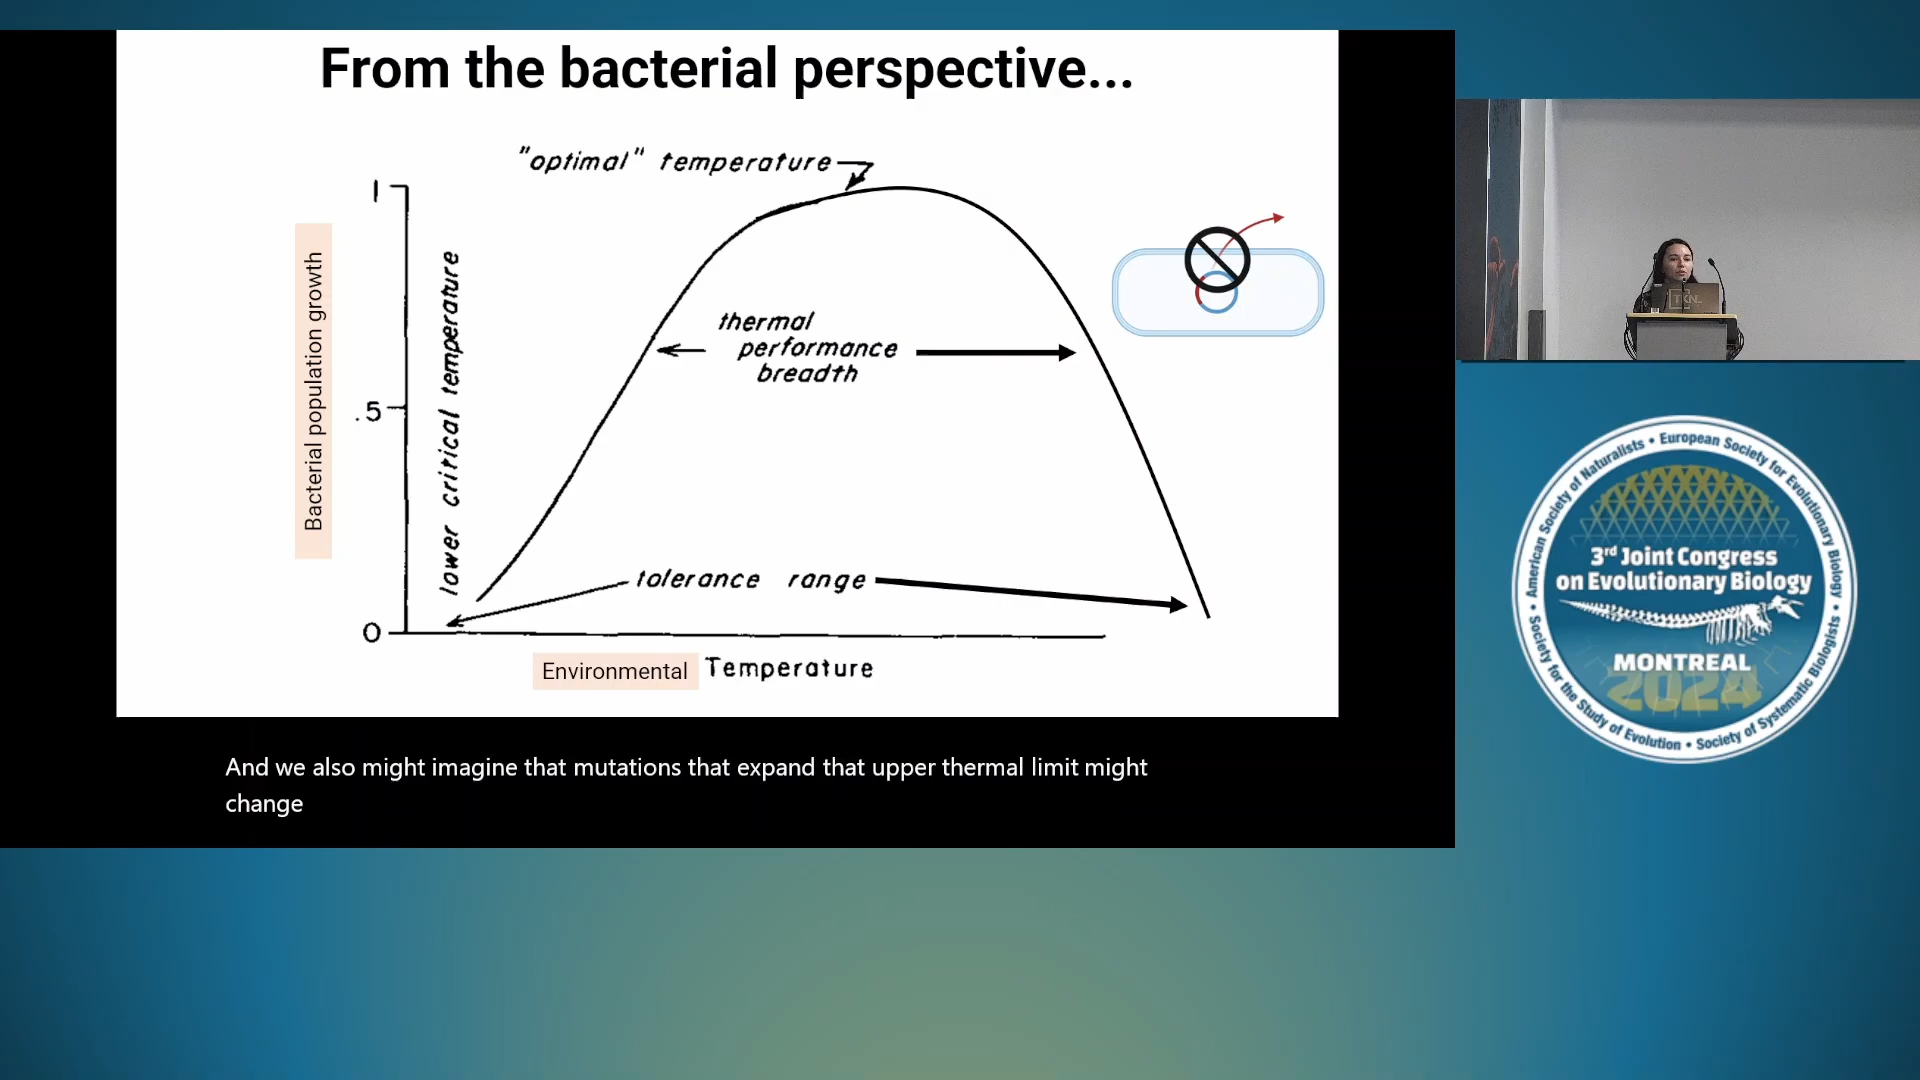 From the bacterial perspective...
"optimal" temperature
1
Bacterial population growth
lower critical temperature
thermal
performance
breadth
.5
tolerance range
0
Environmental Temperature
And we also might imagine that mutations that expand that upper thermal limit might
change
TKN
American Society of Naturalists • European Society for Evolutionary Biology • Society of Systematic Biologists • Society for the Study of Evolution •
3rd Joint Congress
on Evolutionary Biology
MONTREAL
2024